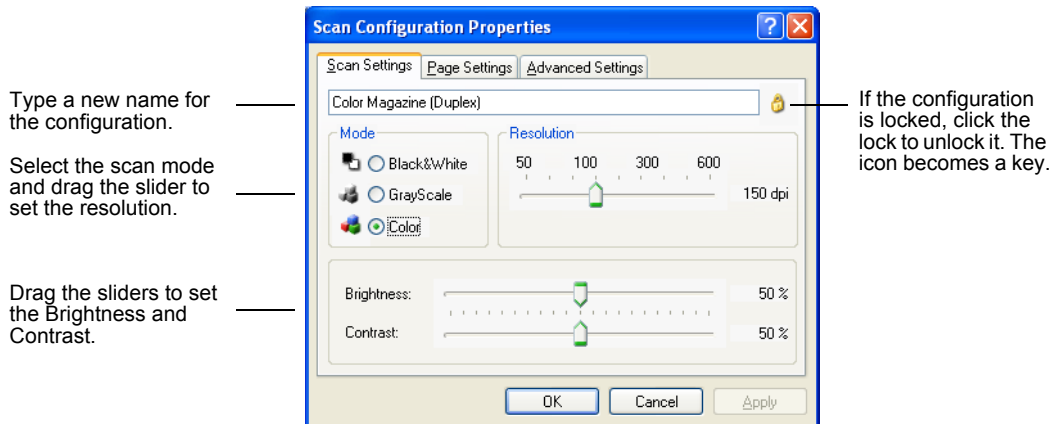 Scan Configuration Properties
Scan Settings Page Settings Advanced Settings
Type a new name for
the configuration.
Color Magazine (Duplex)
If the configuration
is locked, click the
lock to unlock it. The
icon becomes a key.
Select the scan mode
and drag the slider to
set the resolution.
Mode
Black&White
GrayScale
Color
Resolution
50 100 300 600
150 dpi
Drag the sliders to set
the Brightness and
Contrast.
Brightness: 50 %
Contrast: 50 %
OK Cancel Apply